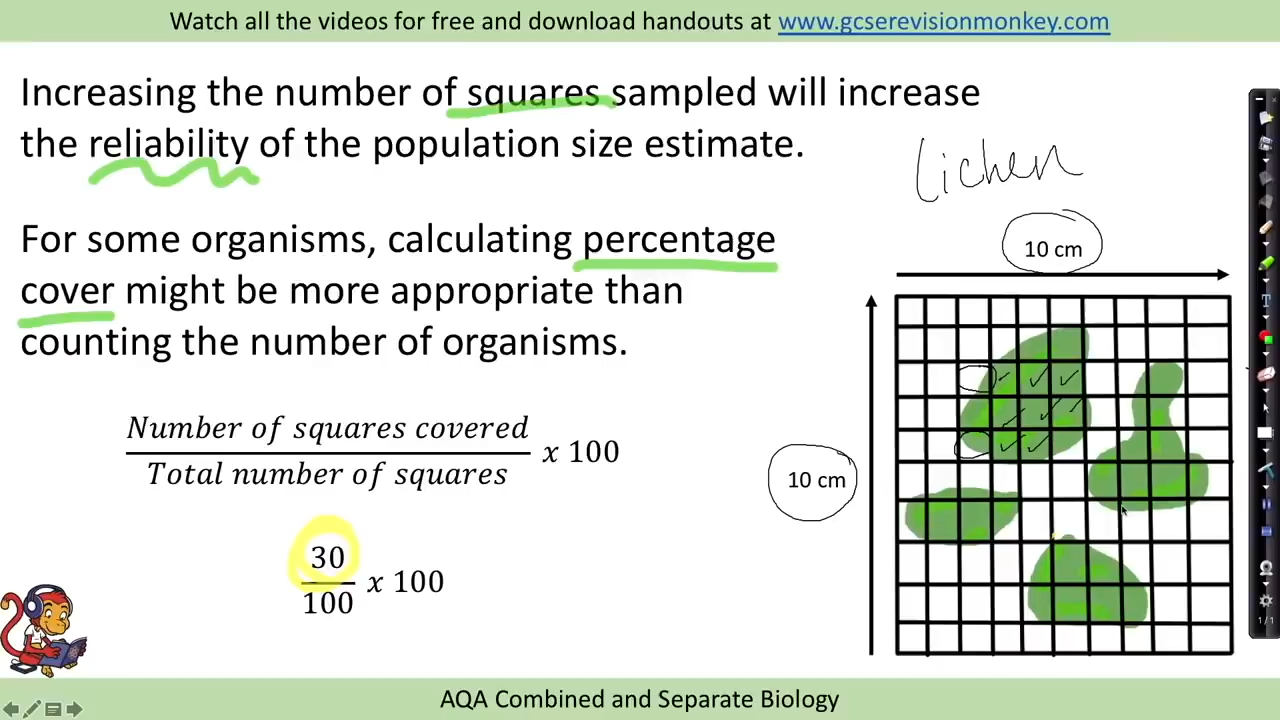 Watch all the videos for free and download handouts at www.gcserevisionmonkey.com
Increasing the number of squares sampled will increase
the reliability of the population size estimate.
Lichen
For some organisms, calculating percentage
cover might be more appropriate than
counting the number of organisms.
10 cm
10 cm
Number of squares covered
Total number of squares
x 100
30
100
x 100
AQA Combined and Separate Biology
1/1